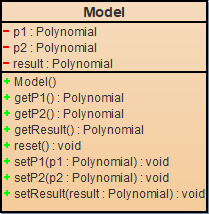 Model
- p1 : Polynomial
- p2 : Polynomial
- result : Polynomial
+ Model()
+ getP1() : Polynomial
+ getP2() : Polynomial
+ getResult() : Polynomial
+ reset() : void
+ setP1(p1 : Polynomial) : void
+ setP2(p2 : Polynomial) : void
+ setResult(result : Polynomial) : void